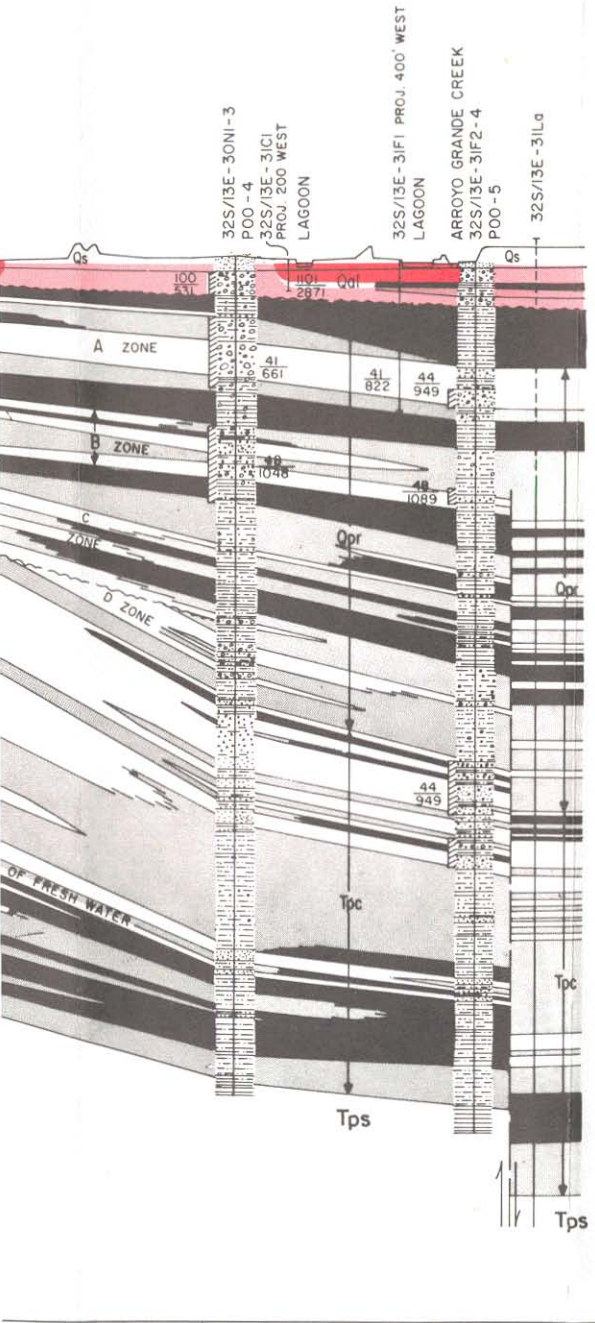 32S/13E-30N1-3
POO-4
32S/13E-31C1
PROJ. 200 WEST
LAGOON
32S/13E-31F1 PROJ. 400' WEST
LAGOON
ARROYO GRANDE CREEK
32S/13E-31F2-4
POO-5
32S/13E-31La
Qs
Qs
100
531
1101
2871
Qal
A ZONE
41
661
41
822
44
949
B ZONE
48
1048
48
1089
C
ZONE
Qpr
Qpr
D ZONE
44
949
OF FRESH WATER
Tpc
Tpc
Tps
Tps